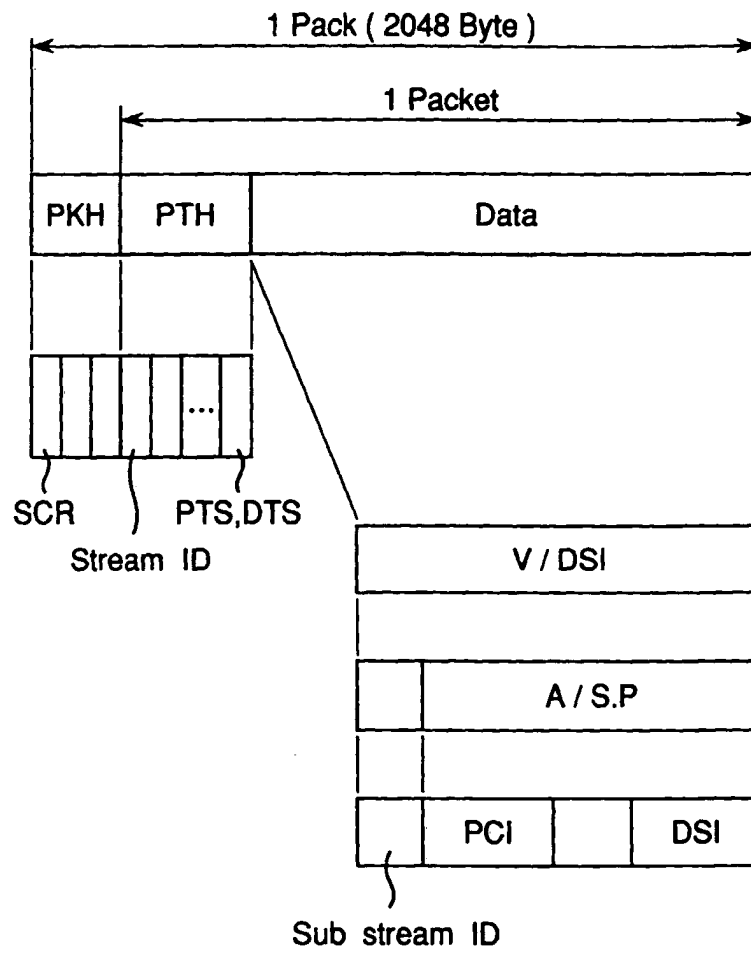 1 Pack ( 2048 Byte )
1 Packet
PKH PTH Data
...
SCR PTS,DTS
Stream ID
V / DSI
A / S.P
PCI DSI
Sub stream ID